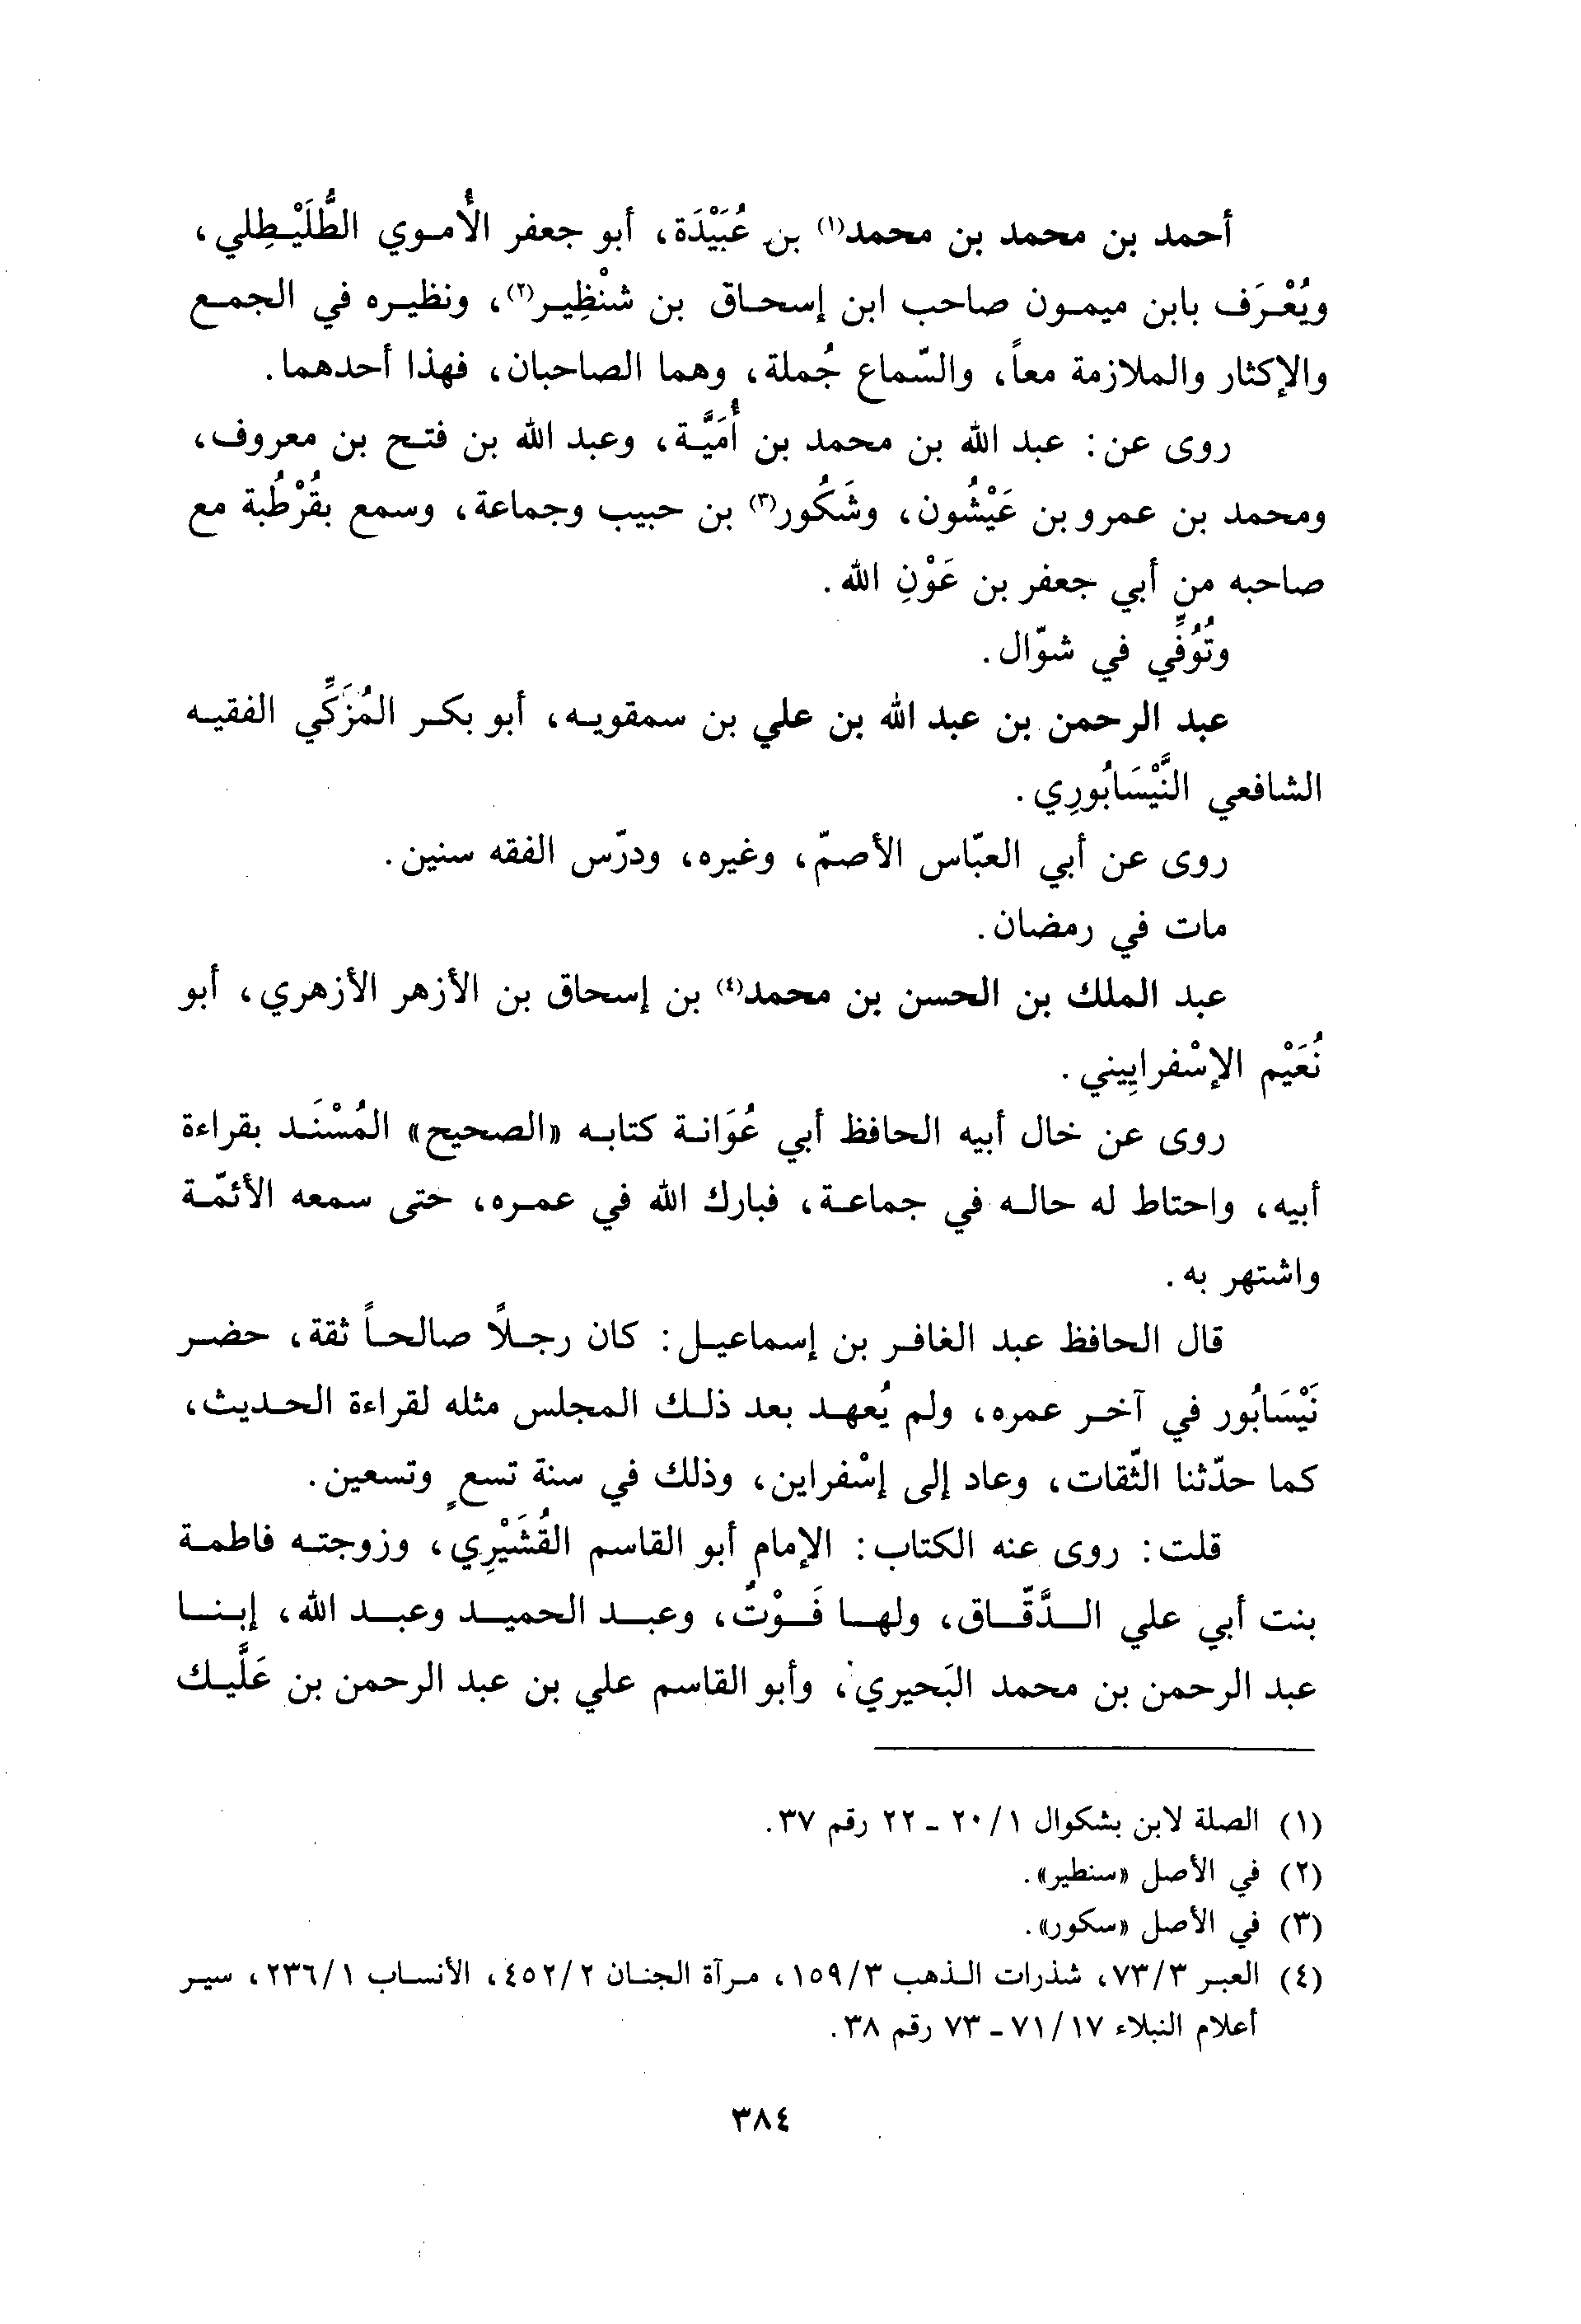 أحمد بن محمد بن محمد(١) بن عُبَيْدَة، أبو جعفر الأُموي الطُّلَيْطِلي،
ويُعْرَف بابن ميمون صاحب ابن إسحاق بن شنْظِير(٢)، ونظيره في الجمع
والإكثار والملازمة معاً، والسّماع جُملة، وهما الصاحبان، فهذا أحدهما.
روى عن: عبد الله بن محمد بن أُمَيَّة، وعبد الله بن فتح بن معروف،
ومحمد بن عمرو بن عَيْشُون، وشَكُور(٣) بن حبيب وجماعة، وسمع بقُرْطُبة مع
صاحبه من أبي جعفر بن عَوْنِ الله.
وتُوُفِّي في شوّال.
عبد الرحمن بن عبد الله بن علي بن سمقويه، أبو بكر المُزَكِّي الفقيه
الشافعي النَّيْسَابُورِي.
روى عن أبي العبّاس الأصمّ، وغيره، ودرّس الفقه سنين.
مات في رمضان.
عبد الملك بن الحسن بن محمد(٤) بن إسحاق بن الأزهر الأزهري، أبو
نُعَيْم الإسْفرايِيني.
روى عن خال أبيه الحافظ أبي عُوَانة كتابه «الصحيح» المُسْنَد بقراءة
أبيه، واحتاط له حاله في جماعة، فبارك الله في عمره، حتى سمعه الأئمّة
واشتهر به.
قال الحافظ عبد الغافر بن إسماعيل: كان رجلاً صالحاً ثقة، حضر
نَيْسَابُور في آخر عمره، ولم يُعهد بعد ذلك المجلس مثله لقراءة الحديث،
كما حدّثنا الثّقات، وعاد إلى إسْفراين، وذلك في سنة تسعٍ وتسعين.
قلت: روى عنه الكتاب: الإمام أبو القاسم القُشَيْرِي، وزوجته فاطمة
بنت أبي علي الدَّقّاق، ولها فَوْتُ، وعبد الحميد وعبد الله، إبنا
عبد الرحمن بن محمد البَحيري، وأبو القاسم علي بن عبد الرحمن بن عَلَّيك
(١) الصلة لابن بشكوال ١/ ٢٠ ـ ٢٢ رقم ٣٧.
(٢) في الأصل «سنطير».
(٣) في الأصل «سكور».
(٤) العبر ٣/ ٧٣، شذرات الذهب ٣/ ١٥٩، مرآة الجنان ٢/ ٤٥٢، الأنساب ١/ ٢٣٦، سير
أعلام النبلاء ١٧/ ٧١ ـ ٧٣ رقم ٣٨.
٣٨٤